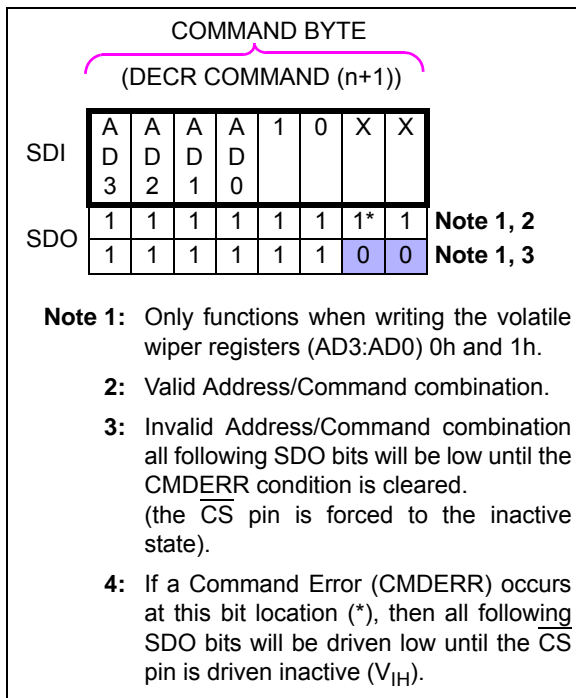 COMMAND BYTE
(DECR COMMAND (n+1))
SDI
A A A A 1 0 X X
D D D D
3 2 1 0
SDO
1 1 1 1 1 1 1* 1 Note 1, 2
1 1 1 1 1 1 0 0 Note 1, 3
Note 1: Only functions when writing the volatile
wiper registers (AD3:AD0) 0h and 1h.
2: Valid Address/Command combination.
3: Invalid Address/Command combination
all following SDO bits will be low until the
CMDERR condition is cleared.
(the CS pin is forced to the inactive
state).
4: If a Command Error (CMDERR) occurs
at this bit location (*), then all following
SDO bits will be driven low until the CS
pin is driven inactive (VIH).